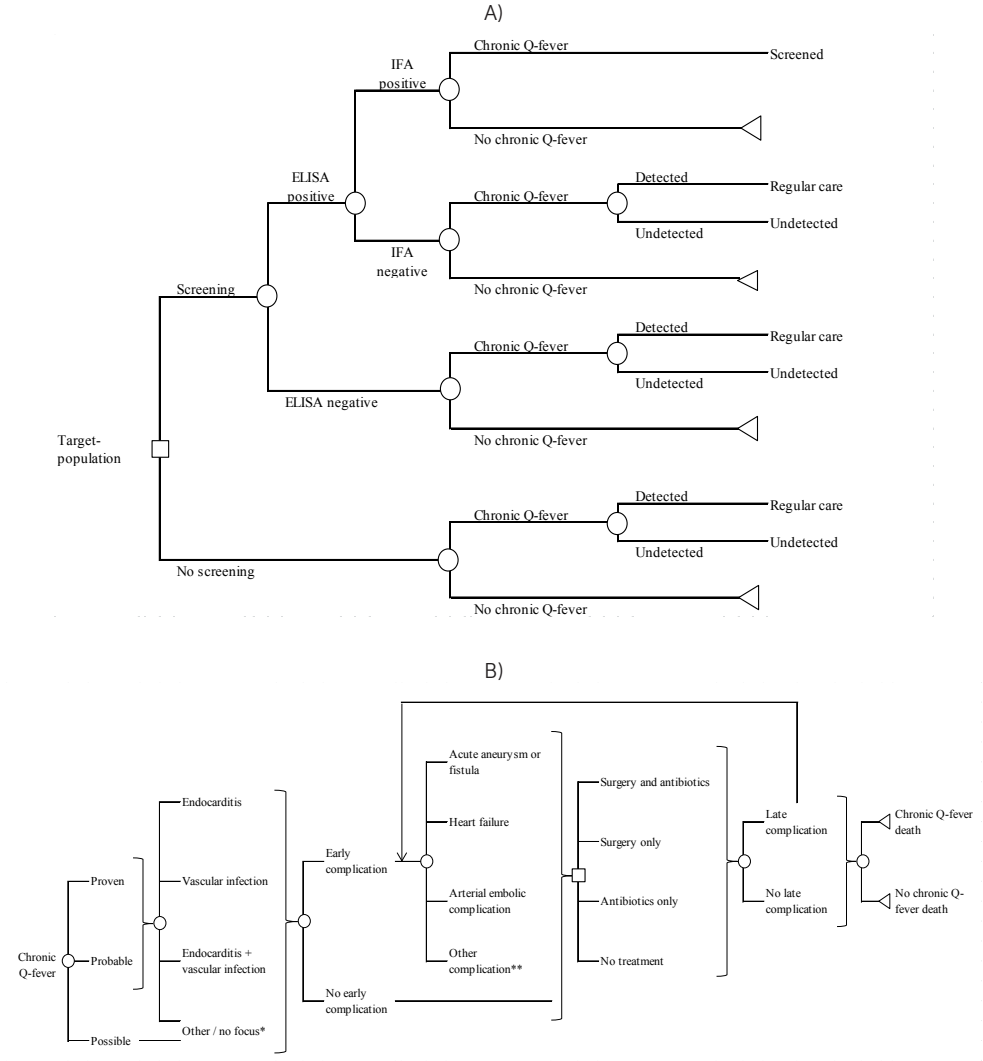 A)
Chronic Q-fever
Screened
IFA
positive
No chronic Q-fever
ELISA
positive
Chronic Q-fever
Detected
Regular care
Undetected
Undetected
IFA
negative
No chronic Q-fever
Screening
Chronic Q-fever
Detected
Regular care
Undetected
Undetected
ELISA negative
No chronic Q-fever
Target-
population
Chronic Q-fever
Detected
Regular care
Undetected
Undetected
No screening
No chronic Q-fever
B)
Chronic
Q-fever
Proven
Probable
Possible
Endocarditis
Vascular infection
Endocarditis +
vascular infection
Other / no focus*
Early
complication
No early
complication
Acute aneurysm or
fistula
Heart failure
Arterial embolic
complication
Other
complication**
Surgery and antibiotics
Surgery only
Antibiotics only
No treatment
Late
complication
No late
complication
Chronic Q-fever
death
No chronic Q-
fever death